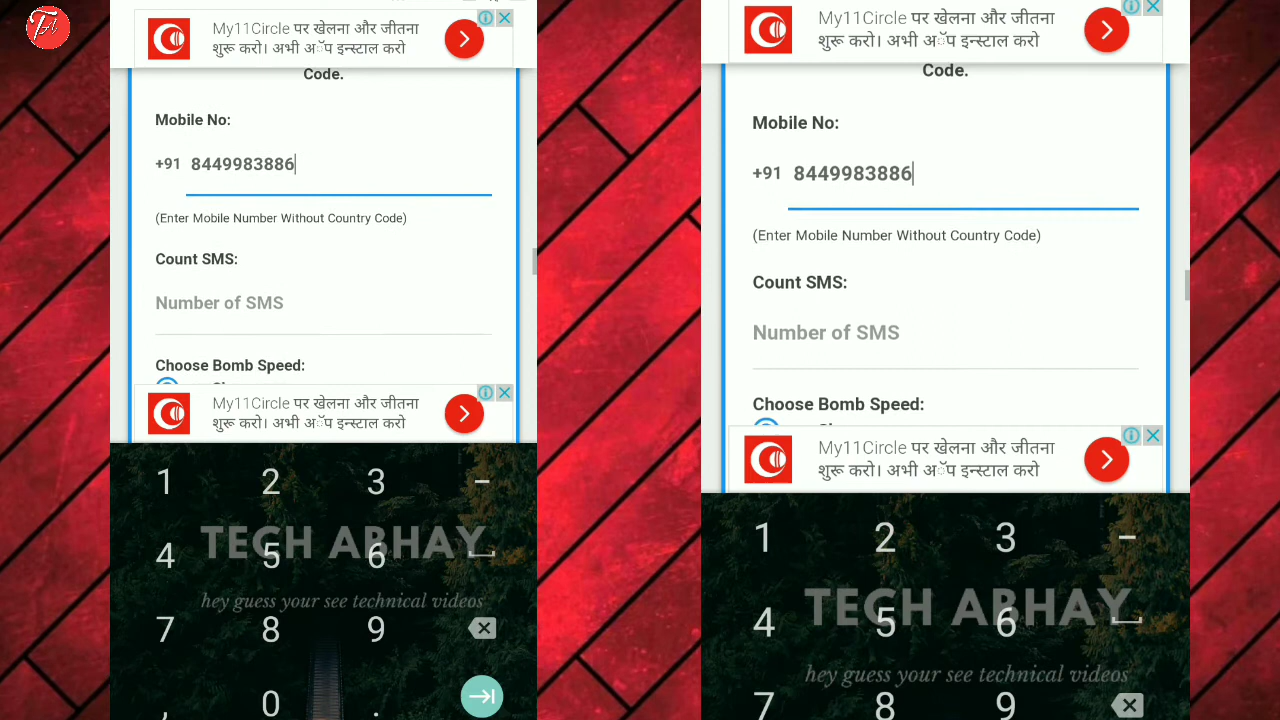 My11Circle पर खेलना और जीतना
शुरू करो। अभी अॅप इन्स्टाल करो
Code.
Mobile No:
+91 8449983886
(Enter Mobile Number Without Country Code)
Count SMS:
Number of SMS
Choose Bomb Speed:
My11Circle पर खेलना और जीतना
शुरू करो। अभी अॅप इन्स्टाल करो
1 2 3 –
TECH ABHAY
4 5 6
hey guess your see technical videos
7 8 9
, 0 .
My11Circle पर खेलना और जीतना
शुरू करो। अभी अॅप इन्स्टाल करो
Code.
Mobile No:
+91 8449983886
(Enter Mobile Number Without Country Code)
Count SMS:
Number of SMS
Choose Bomb Speed:
My11Circle पर खेलना और जीतना
शुरू करो। अभी अॅप इन्स्टाल करो
1 2 3 –
TECH ABHAY
4 5 6
hey guess your see technical videos
7 8 9